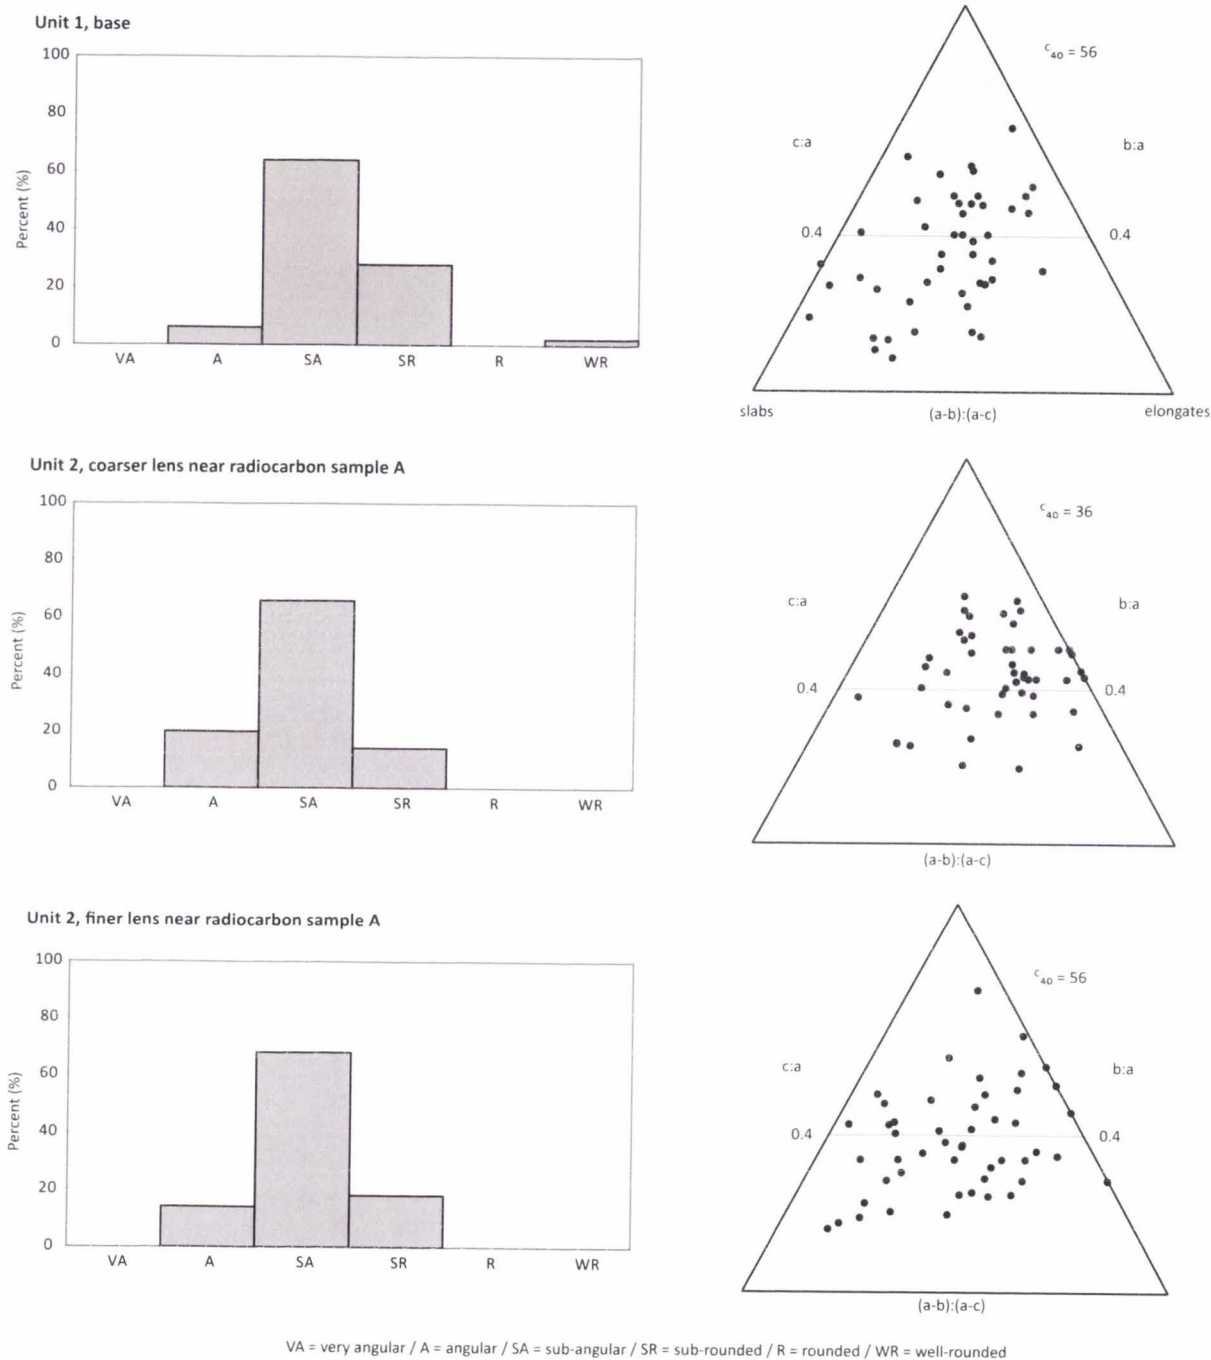 Unit 1, base
100
80
60
40
20
0
Percent (%)
VA A SA SR R WR
c40 = 56
c:a b:a
0.4 0.4
slabs (a-b):(a-c) elongates
Unit 2, coarser lens near radiocarbon sample A
100
80
60
40
20
0
Percent (%)
VA A SA SR R WR
c40 = 36
c:a b:a
0.4 0.4
(a-b):(a-c)
Unit 2, finer lens near radiocarbon sample A
100
80
60
40
20
0
Percent (%)
VA A SA SR R WR
c40 = 56
c:a b:a
0.4 0.4
(a-b):(a-c)
VA = very angular / A = angular / SA = sub-angular / SR = sub-rounded / R = rounded / WR = well-rounded